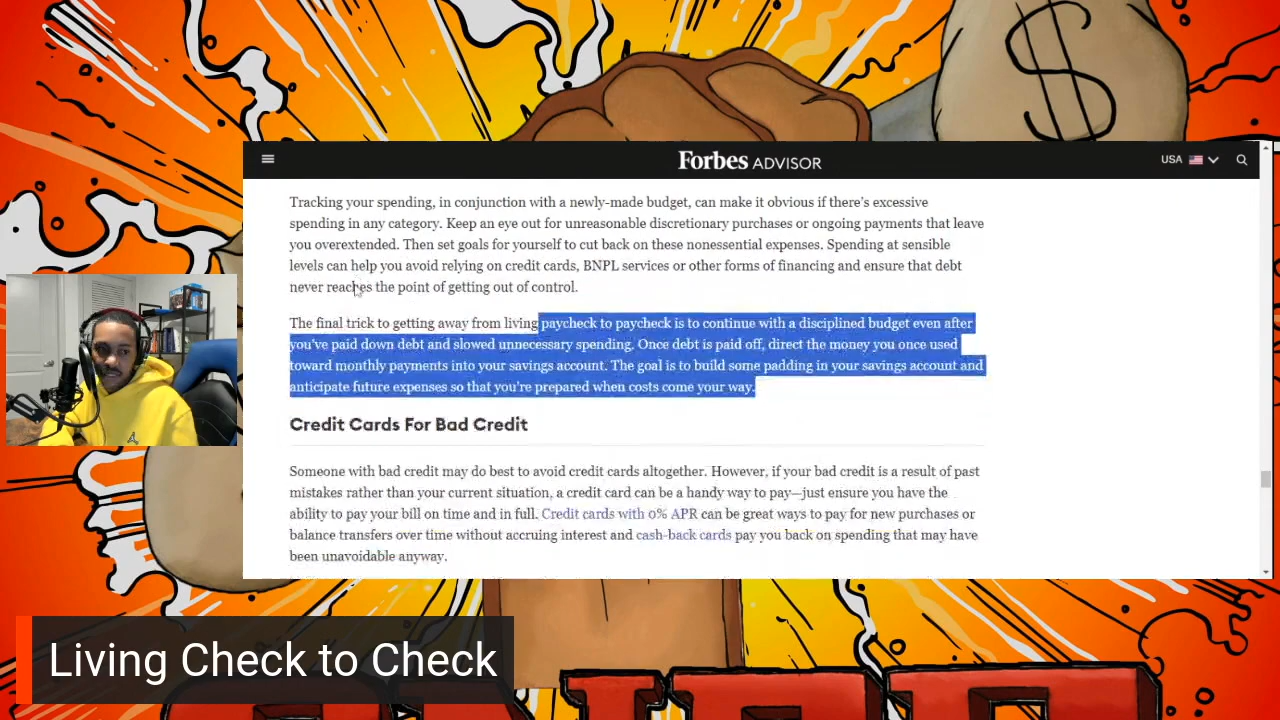 Forbes ADVISOR
USA
Tracking your spending, in conjunction with a newly-made budget, can make it obvious if there's excessive
spending in any category. Keep an eye out for unreasonable discretionary purchases or ongoing payments that leave
you overextended. Then set goals for yourself to cut back on these nonessential expenses. Spending at sensible
levels can help you avoid relying on credit cards, BNPL services or other forms of financing and ensure that debt
never reaches the point of getting out of control.
The final trick to getting away from living paycheck to paycheck is to continue with a disciplined budget even after
you've paid down debt and slowed unnecessary spending. Once debt is paid off, direct the money you once used
toward monthly payments into your savings account. The goal is to build some padding in your savings account and
anticipate future expenses so that you're prepared when costs come your way.
Credit Cards For Bad Credit
Someone with bad credit may do best to avoid credit cards altogether. However, if your bad credit is a result of past
mistakes rather than your current situation, a credit card can be a handy way to pay—just ensure you have the
ability to pay your bill on time and in full. Credit cards with 0% APR can be great ways to pay for new purchases or
balance transfers over time without accruing interest and cash-back cards pay you back on spending that may have
been unavoidable anyway.
$
Living Check to Check